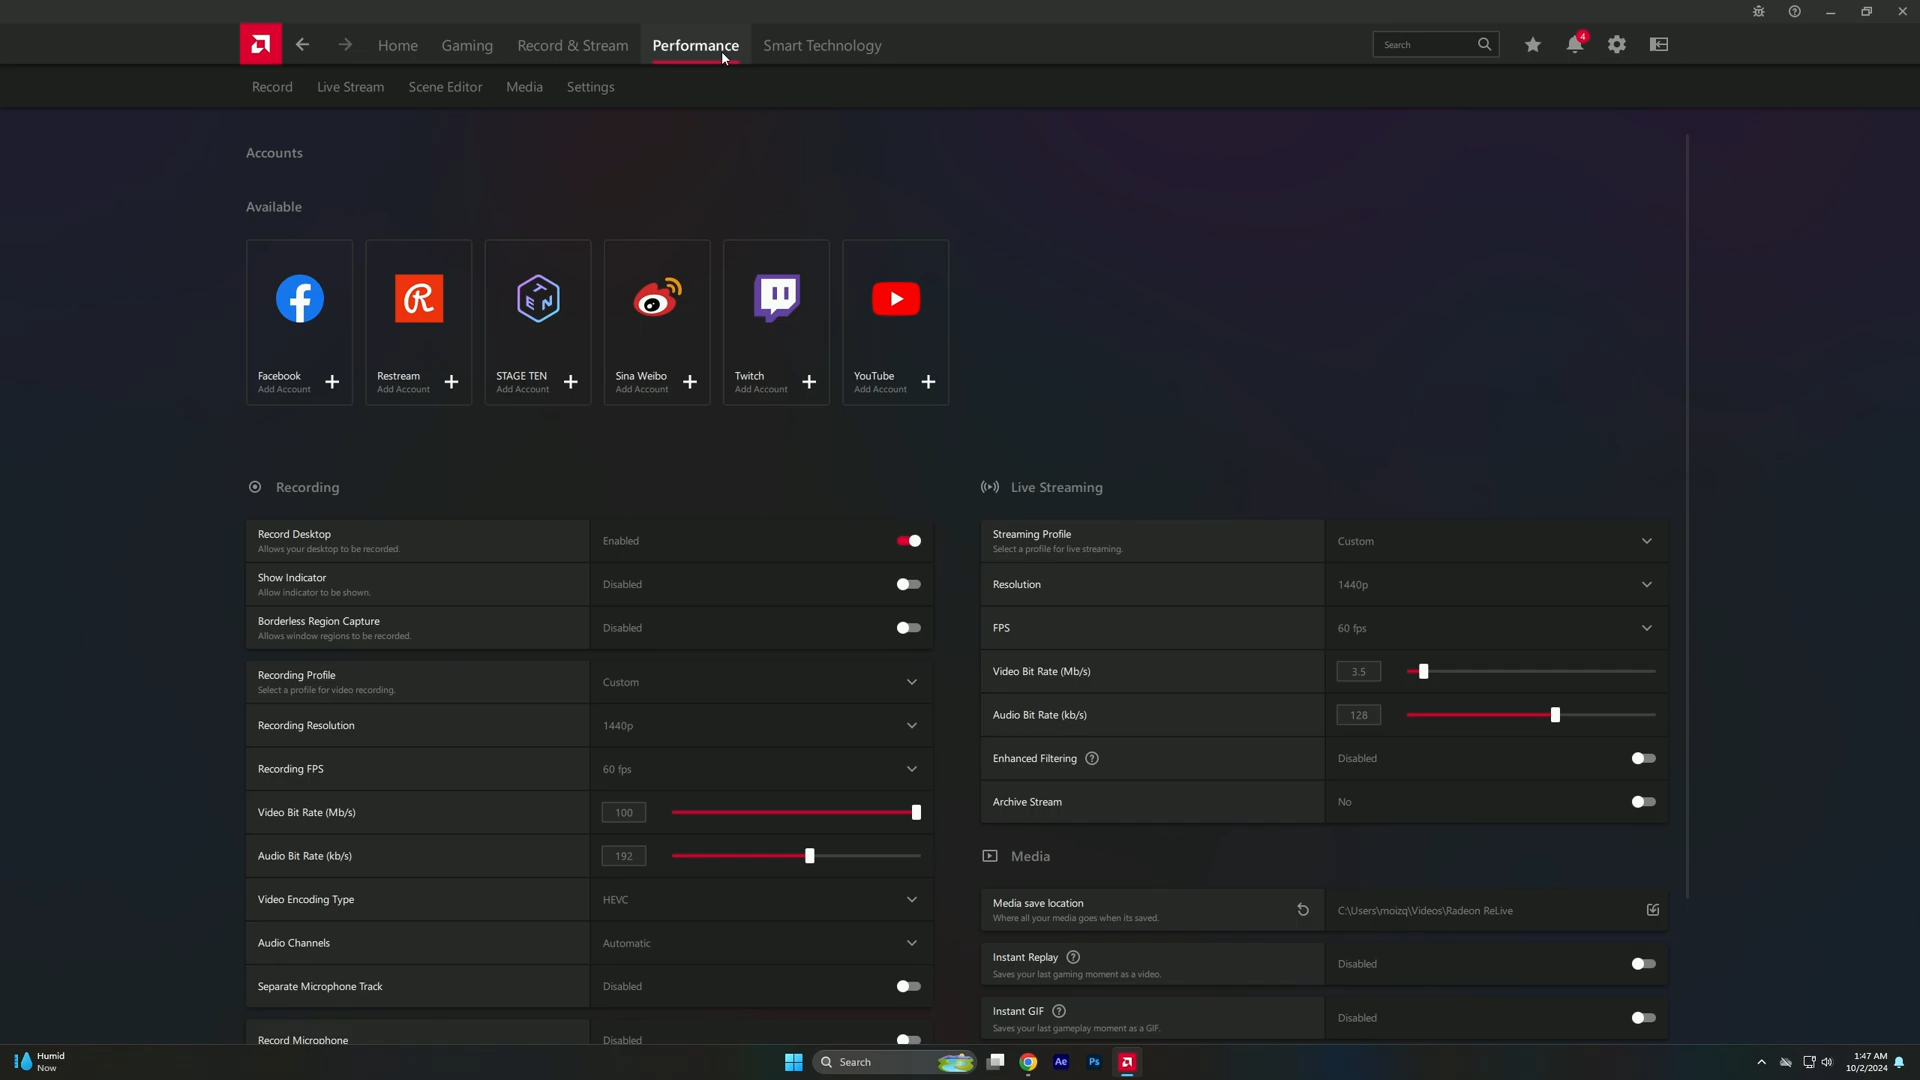 Home Gaming Record & Stream Performance Smart Technology Search 4
Record Live Stream Scene Editor Media Settings
Accounts
Available
Facebook
Add Account
Restream
Add Account
STAGE TEN
Add Account
Sina Weibo
Add Account
Twitch
Add Account
YouTube
Add Account
Recording
Record Desktop Enabled
Allows your desktop to be recorded.
Show Indicator Disabled
Allow indicator to be shown.
Borderless Region Capture Disabled
Allows window regions to be recorded.
Recording Profile Custom
Select a profile for video recording.
Recording Resolution 1440p
Recording FPS 60 fps
Video Bit Rate (Mb/s) 100
Audio Bit Rate (kb/s) 192
Video Encoding Type HEVC
Audio Channels Automatic
Separate Microphone Track Disabled
Record Microphone Disabled
Live Streaming
Streaming Profile Custom
Select a profile for live streaming.
Resolution 1440p
FPS 60 fps
Video Bit Rate (Mb/s) 3.5
Audio Bit Rate (kb/s) 128
Enhanced Filtering ? Disabled
Archive Stream No
Media
Media save location C:\Users\moizq\Videos\Radeon ReLive
Where all your media goes when its saved.
Instant Replay ? Disabled
Saves your last gaming moment as a video.
Instant GIF ? Disabled
Saves your last gameplay moment as a GIF.
Humid
Now
Search
Ae
Ps
1:47 AM
10/2/2024